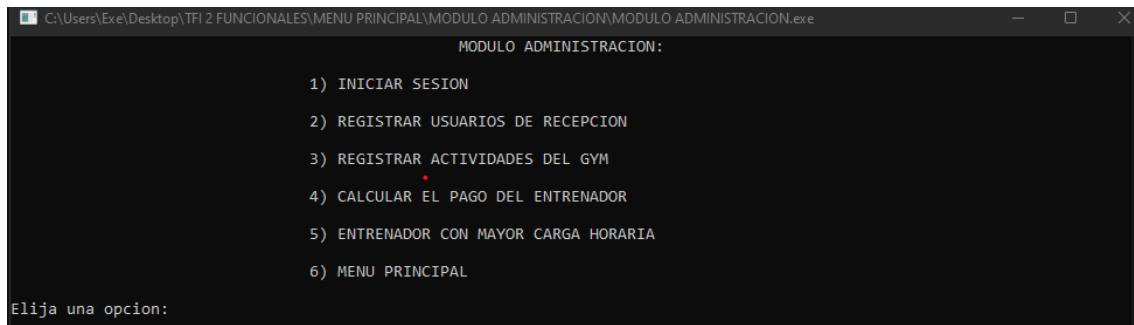 C:\Users\Exe\Desktop\TFI 2 FUNCIONALES\MENU PRINCIPAL\MODULO ADMINISTRACION\MODULO ADMINISTRACION.exe
MODULO ADMINISTRACION:
1) INICIAR SESION
2) REGISTRAR USUARIOS DE RECEPCION
3) REGISTRAR ACTIVIDADES DEL GYM
4) CALCULAR EL PAGO DEL ENTRENADOR
5) ENTRENADOR CON MAYOR CARGA HORARIA
6) MENU PRINCIPAL
Elija una opcion: